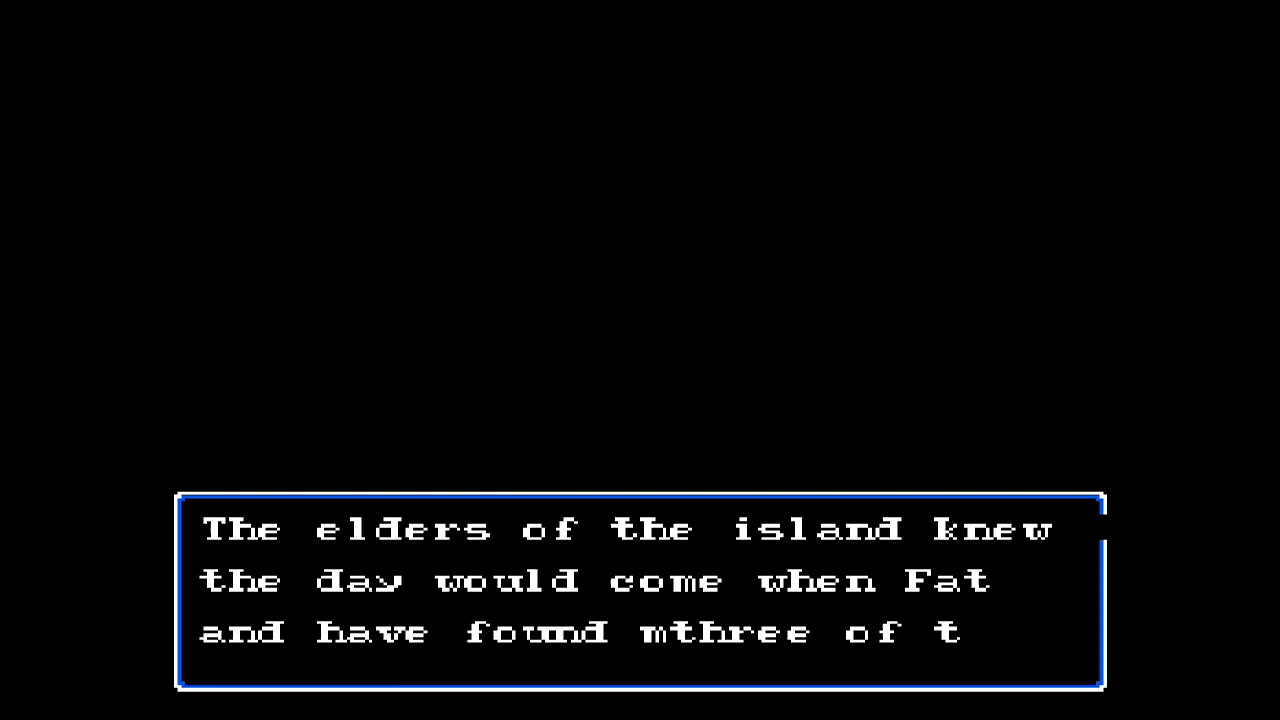 The elders of the island knew
the day would come when Fat
and have found mthree of t